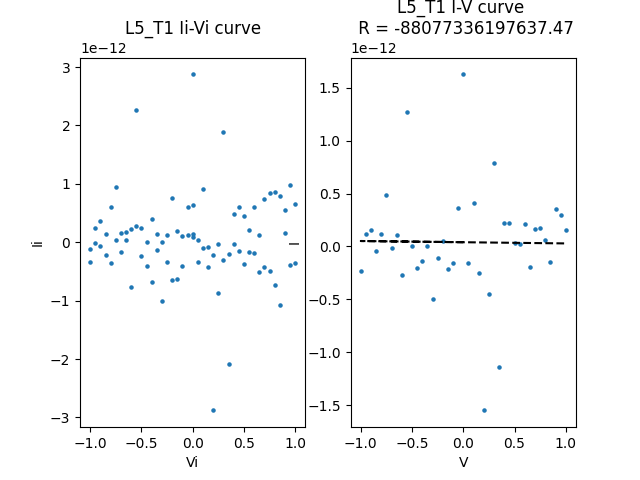 L5_T1 Ii-Vi curve
1e−12
3
2
1
0
−1
−2
−3
Ii
−1.0 −0.5 0.0 0.5 1.0
Vi
L5_T1 I-V curve
R = -88077336197637.47
1e−12
1.5
1.0
0.5
0.0
−0.5
−1.0
−1.5
I
−1.0 −0.5 0.0 0.5 1.0
V